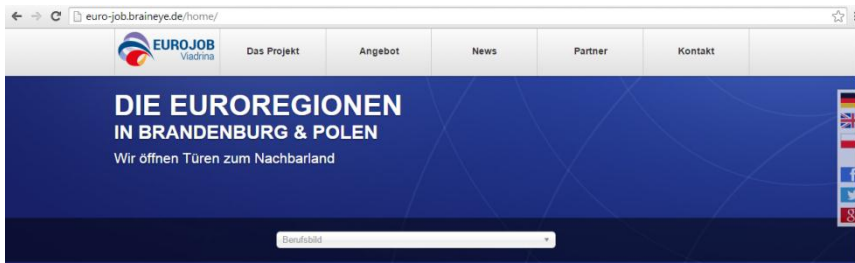 euro-job.braineye.de/home/
EUROJOB
Viadrina
Das Projekt
Angebot
News
Partner
Kontakt
DIE EUROREGIONEN
IN BRANDENBURG & POLEN
Wir öffnen Türen zum Nachbarland
Berufsbild